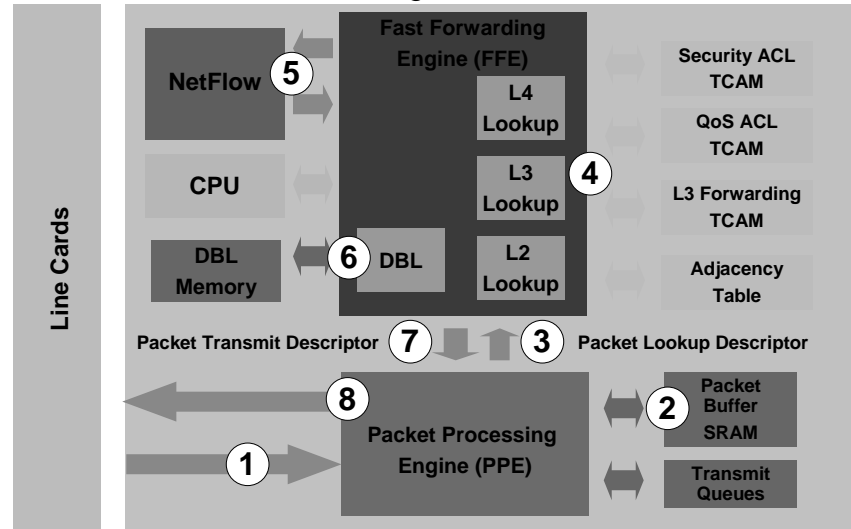 Fast Forwarding
Engine (FFE)
NetFlow
5
Security ACL
TCAM
L4
Lookup
QoS ACL
TCAM
CPU
L3
Lookup
4
L3 Forwarding
TCAM
Line Cards
DBL
Memory
6
DBL
L2
Lookup
Adjacency
Table
Packet Transmit Descriptor
7
3
Packet Lookup Descriptor
8
Packet Processing
Engine (PPE)
2
Packet
Buffer
SRAM
1
Transmit
Queues